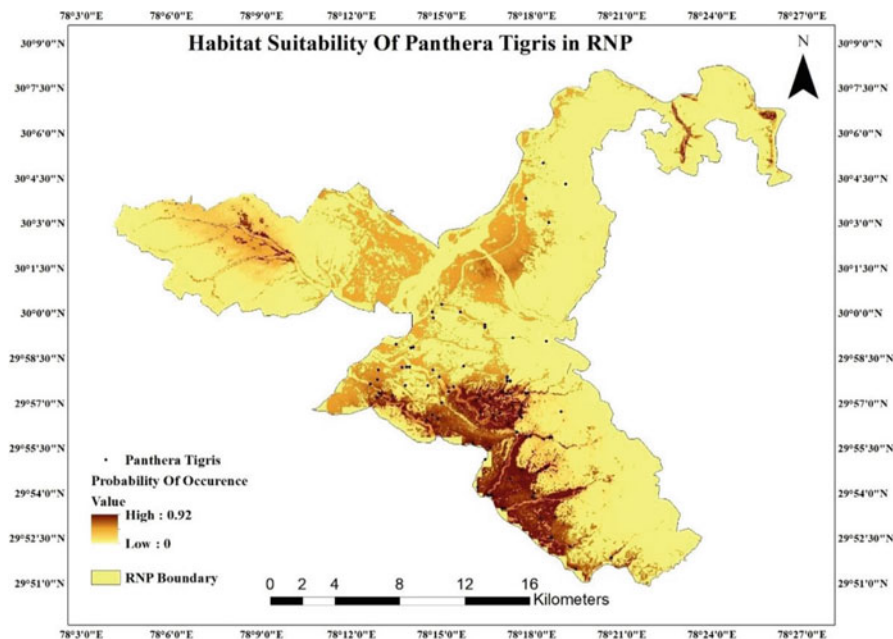 78°3'0"E 78°6'0"E 78°9'0"E 78°12'0"E 78°15'0"E 78°18'0"E 78°21'0"E 78°24'0"E 78°27'0"E
Habitat Suitability Of Panthera Tigris in RNP
N
30°9'0"N 30°9'0"N
30°7'30"N 30°7'30"N
30°6'0"N 30°6'0"N
30°4'30"N 30°4'30"N
30°3'0"N 30°3'0"N
30°1'30"N 30°1'30"N
30°0'0"N 30°0'0"N
29°58'30"N 29°58'30"N
29°57'0"N 29°57'0"N
29°55'30"N 29°55'30"N
29°54'0"N 29°54'0"N
29°52'30"N 29°52'30"N
29°51'0"N 29°51'0"N
Panthera Tigris
Probability Of Occurence
Value
High : 0.92
Low : 0
RNP Boundary
0 2 4 8 12 16
Kilometers
78°3'0"E 78°6'0"E 78°9'0"E 78°12'0"E 78°15'0"E 78°18'0"E 78°21'0"E 78°24'0"E 78°27'0"E